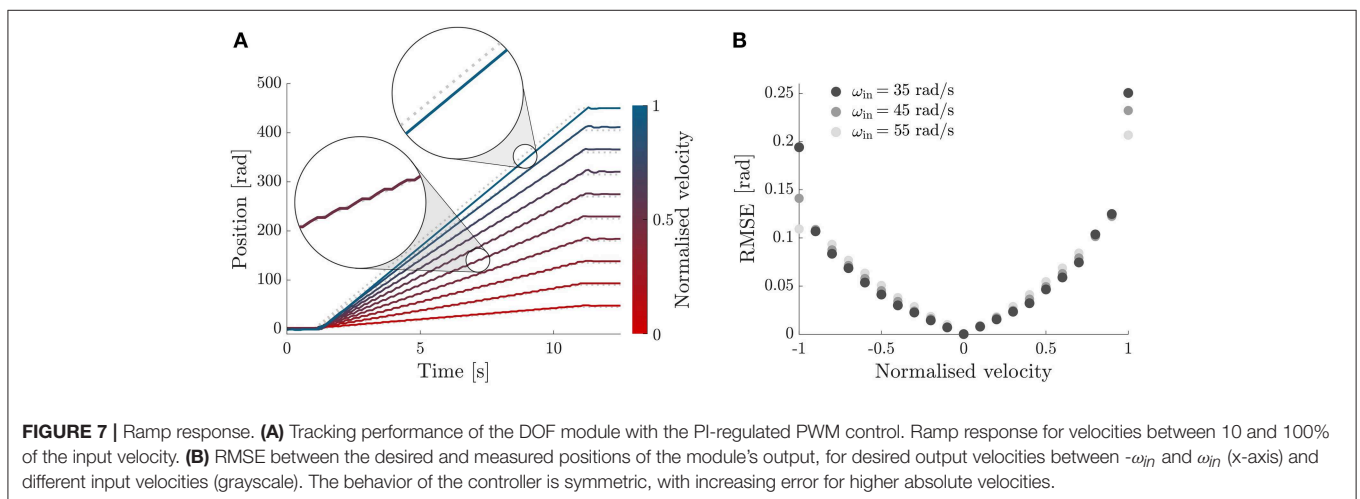 A
500
400
300
200
100
0
Position [rad]
0
5
10
Time [s]
1
0.5
0
Normalised velocity
B
0.25
0.2
0.15
0.1
0.05
0
RMSE [rad]
ω_in = 35 rad/s
ω_in = 45 rad/s
ω_in = 55 rad/s
-1
-0.5
0
0.5
1
Normalised velocity
FIGURE 7 | Ramp response. (A) Tracking performance of the DOF module with the PI-regulated PWM control. Ramp response for velocities between 10 and 100%
of the input velocity. (B) RMSE between the desired and measured positions of the module's output, for desired output velocities between -ω_in and ω_in (x-axis) and
different input velocities (grayscale). The behavior of the controller is symmetric, with increasing error for higher absolute velocities.